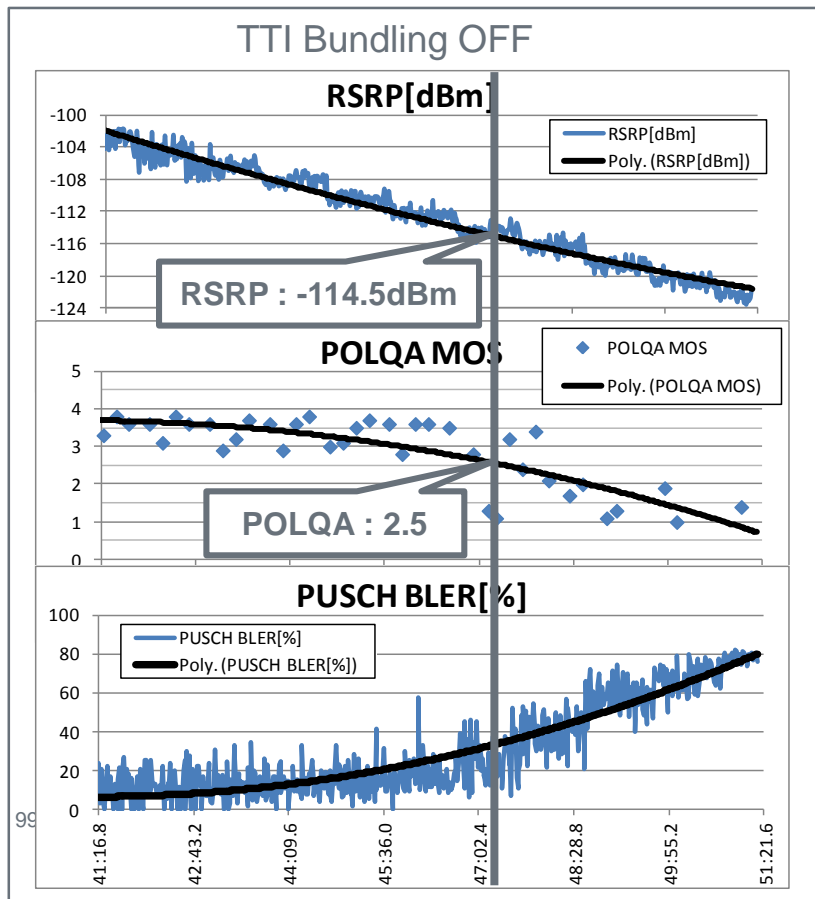 TTI Bundling OFF
RSRP[dBm]
-100
-104
-108
-112
-116
-120
-124
RSRP[dBm]
Poly. (RSRP[dBm])
RSRP : -114.5dBm
POLQA MOS
5
4
3
2
1
0
POLQA MOS
Poly. (POLQA MOS)
POLQA : 2.5
PUSCH BLER[%]
100
80
60
40
20
0
PUSCH BLER[%]
Poly. (PUSCH BLER[%])
99
41:16.8
42:43.2
44:09.6
45:36.0
47:02.4
48:28.8
49:55.2
51:21.6